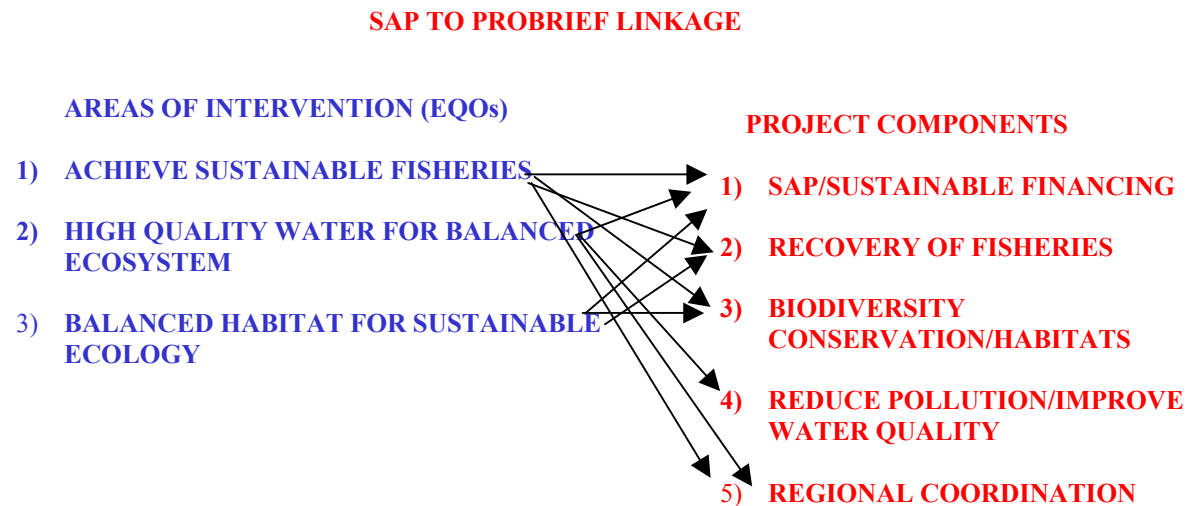 SAP TO PROBRIEF LINKAGE
AREAS OF INTERVENTION (EQOs)
1) ACHIEVE SUSTAINABLE FISHERIES
2) HIGH QUALITY WATER FOR BALANCED
ECOSYSTEM
3) BALANCED HABITAT FOR SUSTAINABLE
ECOLOGY
PROJECT COMPONENTS
1) SAP/SUSTAINABLE FINANCING
2) RECOVERY OF FISHERIES
3) BIODIVERSITY
CONSERVATION/HABITATS
4) REDUCE POLLUTION/IMPROVE
WATER QUALITY
5) REGIONAL COORDINATION